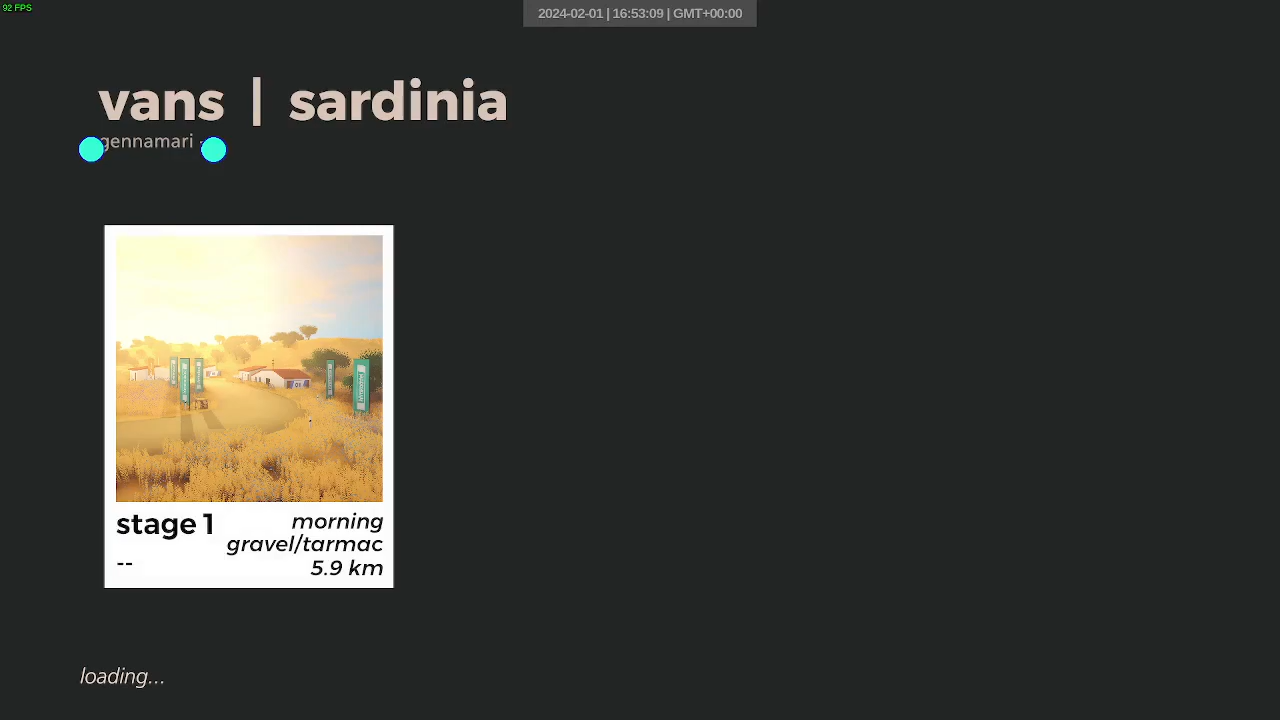 92 FPS
2024-02-01 | 16:53:09 | GMT+00:00
vans | sardinia
gennamari -
stage 1
morning
gravel/tarmac
--
5.9 km
loading...